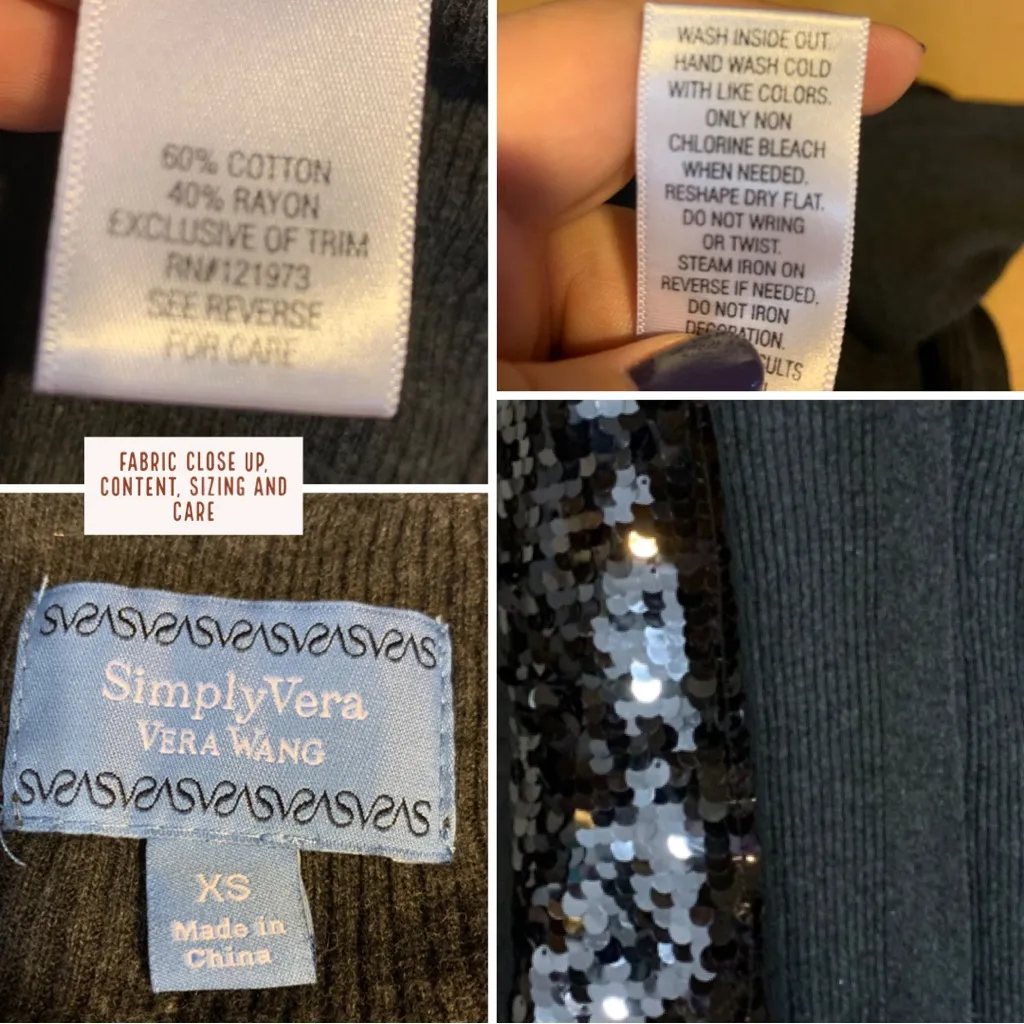 60% COTTON
40% RAYON
EXCLUSIVE OF TRIM
RN#121973
SEE REVERSE
FOR CARE
WASH INSIDE OUT.
HAND WASH COLD
WITH LIKE COLORS.
ONLY NON
CHLORINE BLEACH
WHEN NEEDED.
RESHAPE DRY FLAT.
DO NOT WRING
OR TWIST.
STEAM IRON ON
REVERSE IF NEEDED.
DO NOT IRON
DECORATION.
FABRIC CLOSE UP,
CONTENT, SIZING AND
CARE
SimplyVera
VERA WANG
XS
Made in
China